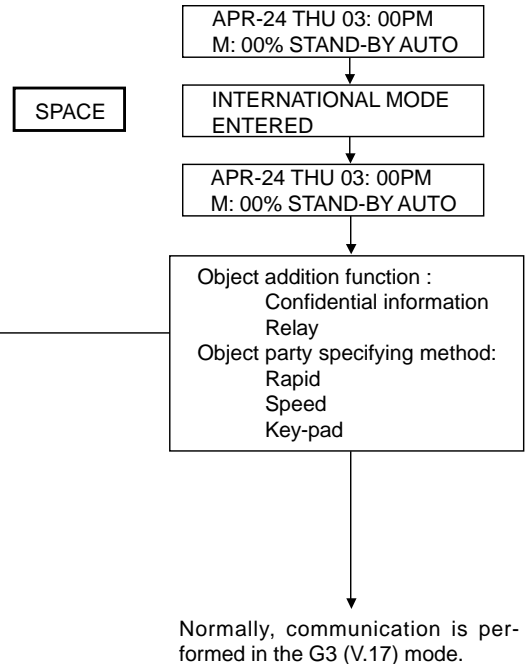 APR-24 THU 03: 00PM
M: 00% STAND-BY AUTO
SPACE
INTERNATIONAL MODE
ENTERED
APR-24 THU 03: 00PM
M: 00% STAND-BY AUTO
Object addition function :
Confidential information
Relay
Object party specifying method:
Rapid
Speed
Key-pad
Normally, communication is per-
formed in the G3 (V.17) mode.